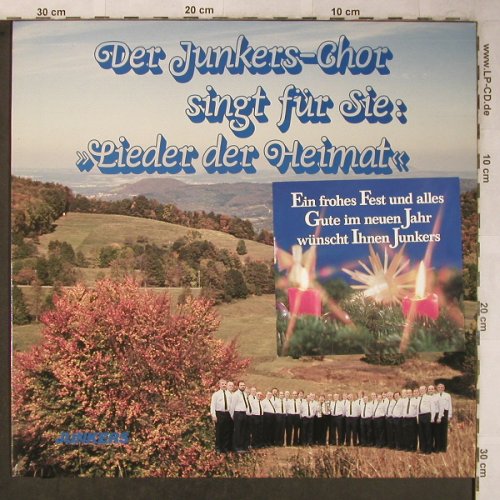 30 cm
20 cm
10 cm
www.LP-CD.de
Der Junkers-Chor
singt für Sie:
»Lieder der Heimat«
Ein frohes Fest und alles
Gute im neuen Jahr
wünscht Ihnen Junkers
JUNKERS
10 cm
20 cm
30 cm